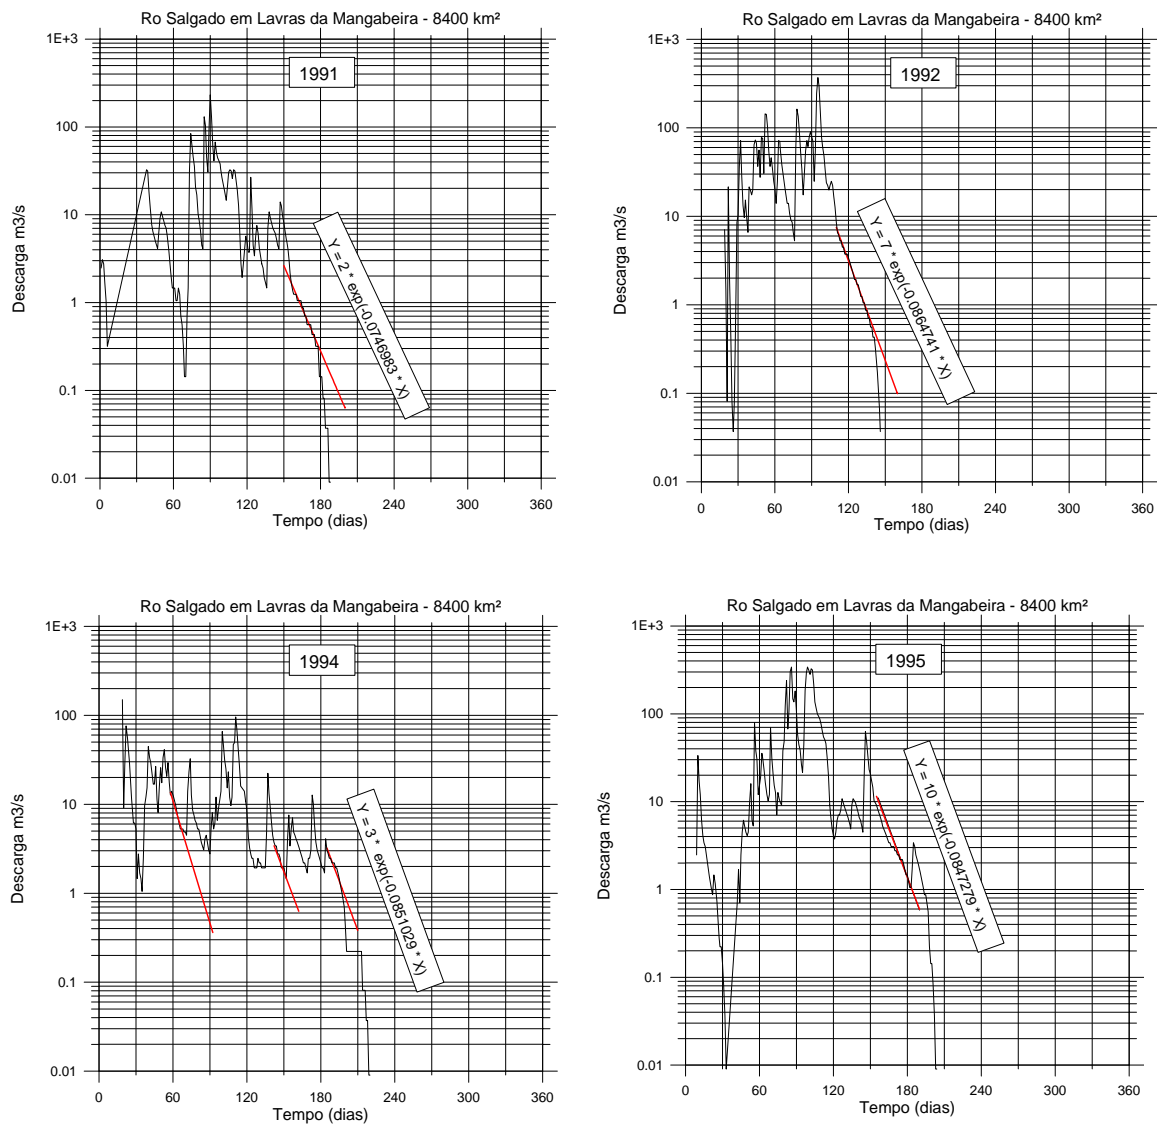 Ro Salgado em Lavras da Mangabeira - 8400 km²
1E+3
1991
100
10
1
0.1
0.01
Descarga m3/s
Y = 2 * exp(-0.0746983 * X)
0 60 120 180 240 300 360
Tempo (dias)
Ro Salgado em Lavras da Mangabeira - 8400 km²
1E+3
1992
100
10
1
0.1
0.01
Descarga m3/s
Y = 7 * exp(-0.0864741 * X)
0 60 120 180 240 300 360
Tempo (dias)
Ro Salgado em Lavras da Mangabeira - 8400 km²
1E+3
1994
100
10
1
0.1
0.01
Descarga m3/s
Y = 3 * exp(-0.0851029 * X)
0 60 120 180 240 300 360
Tempo (dias)
Ro Salgado em Lavras da Mangabeira - 8400 km²
1E+3
1995
100
10
1
0.1
0.01
Descarga m3/s
Y = 10 * exp(-0.0847279 * X)
0 60 120 180 240 300 360
Tempo (dias)